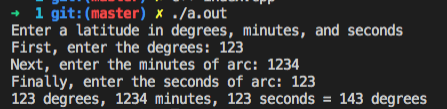 ➜ 1 git:(master) ✗ ./a.out
Enter a latitude in degrees, minutes, and seconds
First, enter the degrees: 123
Next, enter the minutes of arc: 1234
Finally, enter the seconds of arc: 123
123 degrees, 1234 minutes, 123 seconds = 143 degrees